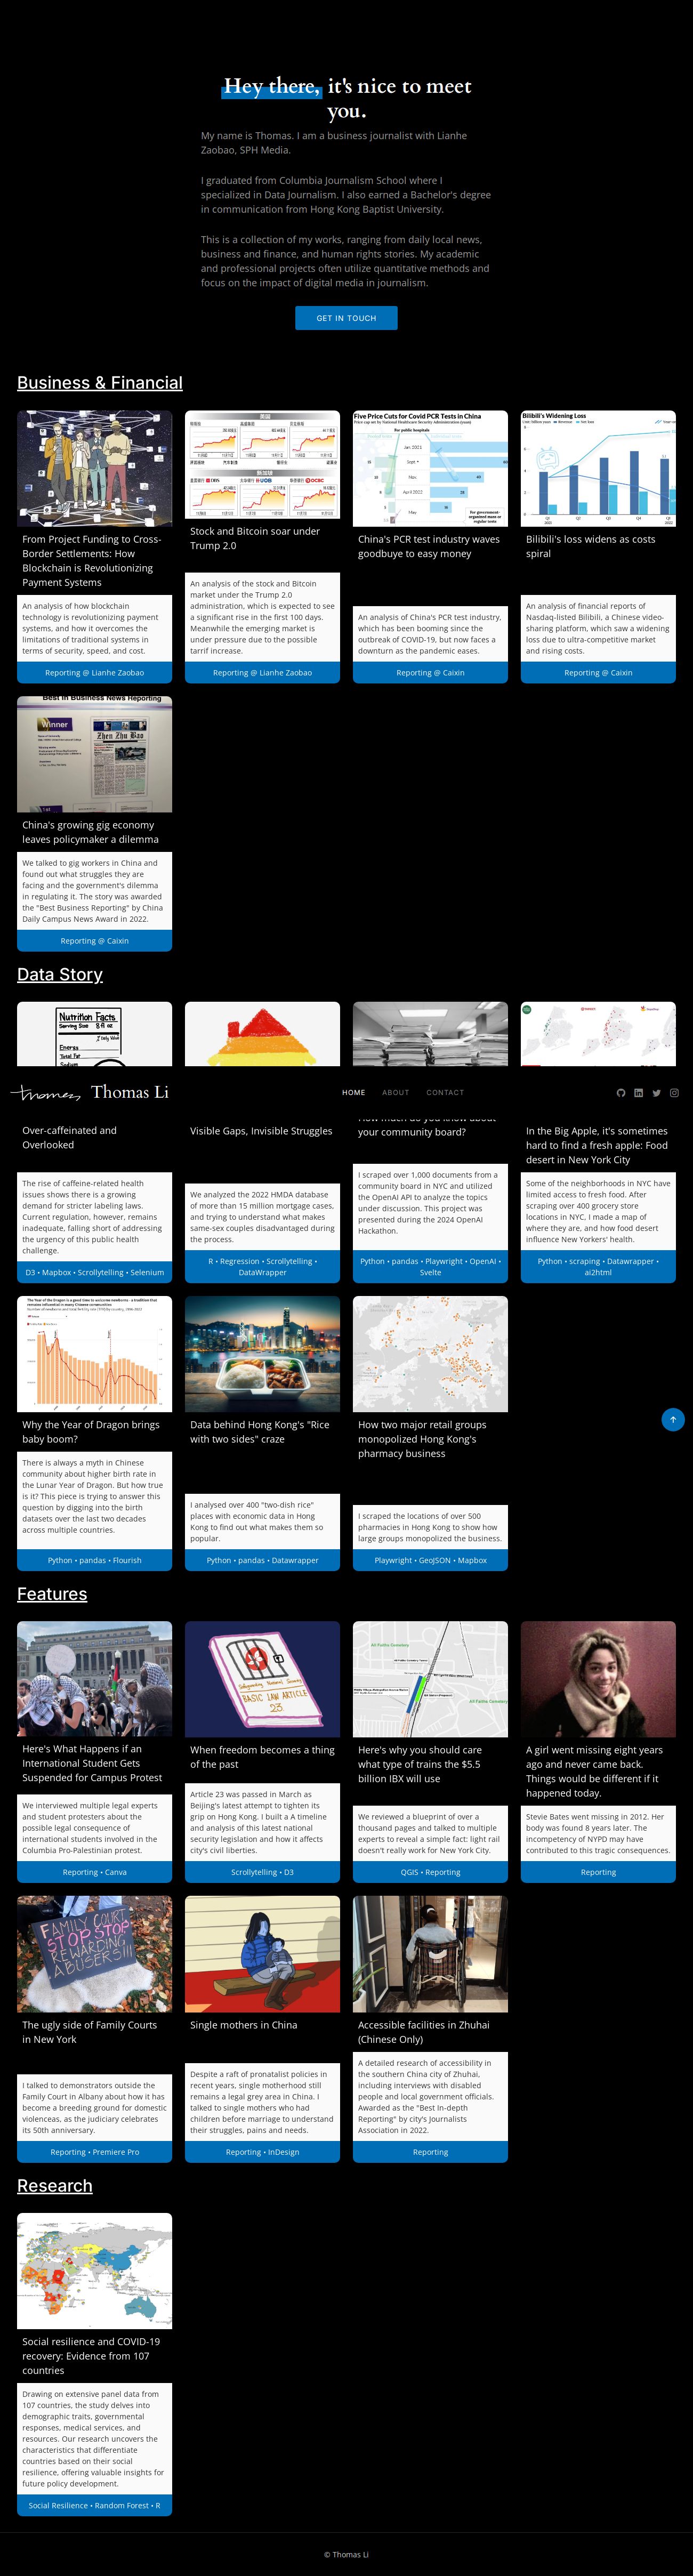 Hey there, it's nice to meet
you.
My name is Thomas. I am a business journalist with Lianhe
Zaobao, SPH Media.
I graduated from Columbia Journalism School where I
specialized in Data Journalism. I also earned a Bachelor's degree
in communication from Hong Kong Baptist University.
This is a collection of my works, ranging from daily local news,
business and finance, and human rights stories. My academic
and professional projects often utilize quantitative methods and
focus on the impact of digital media in journalism.
GET IN TOUCH
Business & Financial
From Project Funding to Cross-
Border Settlements: How
Blockchain is Revolutionizing
Payment Systems
An analysis of how blockchain
technology is revolutionizing payment
systems, and how it overcomes the
limitations of traditional systems in
terms of security, speed, and cost.
Reporting @ Lianhe Zaobao
Stock and Bitcoin soar under
Trump 2.0
An analysis of the stock and Bitcoin
market under the Trump 2.0
administration, which is expected to see
a significant rise in the first 100 days.
Meanwhile the emerging market is
under pressure due to the possible
tarrif increase.
Reporting @ Lianhe Zaobao
Five Price Cuts for Covid PCR Tests in China
China's PCR test industry waves
goodbuye to easy money
An analysis of China's PCR test industry,
which has been booming since the
outbreak of COVID-19, but now faces a
downturn as the pandemic eases.
Reporting @ Caixin
Bilibili's Widening Loss
Bilibili's loss widens as costs
spiral
An analysis of financial reports of
Nasdaq-listed Bilibili, a Chinese video-
sharing platform, which saw a widening
loss due to ultra-competitive market
and rising costs.
Reporting @ Caixin
Best in Business News Reporting
Winner
Zhen Zhu Bao
China's growing gig economy
leaves policymaker a dilemma
We talked to gig workers in China and
found out what struggles they are
facing and the government's dilemma
in regulating it. The story was awarded
the "Best Business Reporting" by China
Daily Campus News Award in 2022.
Reporting @ Caixin
Data Story
Nutrition Facts
Thomas Li
HOME
ABOUT
CONTACT
Over-caffeinated and
Overlooked
The rise of caffeine-related health
issues shows there is a growing
demand for stricter labeling laws.
Current regulation, however, remains
inadequate, falling short of addressing
the urgency of this public health
challenge.
D3 • Mapbox • Scrollytelling • Selenium
Visible Gaps, Invisible Struggles
We analyzed the 2022 HMDA database
of more than 15 million mortgage cases,
and trying to understand what makes
same-sex couples disadvantaged during
the process.
R • Regression • Scrollytelling •
DataWrapper
How much do you know about
your community board?
I scraped over 1,000 documents from a
community board in NYC and utilized
the OpenAI API to analyze the topics
under discussion. This project was
presented during the 2024 OpenAI
Hackathon.
Python • pandas • Playwright • OpenAI •
Svelte
In the Big Apple, it's sometimes
hard to find a fresh apple: Food
desert in New York City
Some of the neighborhoods in NYC have
limited access to fresh food. After
scraping over 400 grocery store
locations in NYC, I made a map of
where they are, and how food desert
influence New Yorkers' health.
Python • scraping • Datawrapper •
ai2html
Why the Year of Dragon brings
baby boom?
There is always a myth in Chinese
community about higher birth rate in
the Lunar Year of Dragon. But how true
is it? This piece is trying to answer this
question by digging into the birth
datasets over the last two decades
across multiple countries.
Python • pandas • Flourish
Data behind Hong Kong's "Rice
with two sides" craze
I analysed over 400 "two-dish rice"
places with economic data in Hong
Kong to find out what makes them so
popular.
Python • pandas • Datawrapper
How two major retail groups
monopolized Hong Kong's
pharmacy business
I scraped the locations of over 500
pharmacies in Hong Kong to show how
large groups monopolized the business.
Playwright • GeoJSON • Mapbox
Features
Here's What Happens if an
International Student Gets
Suspended for Campus Protest
We interviewed multiple legal experts
and student protesters about the
possible legal consequence of
international students involved in the
Columbia Pro-Palestinian protest.
Reporting • Canva
BASIC LAW ARTICLE
23
When freedom becomes a thing
of the past
Article 23 was passed in March as
Beijing's latest attempt to tighten its
grip on Hong Kong. I built a A timeline
and analysis of this latest national
security legislation and how it affects
city's civil liberties.
Scrollytelling • D3
Here's why you should care
what type of trains the $5.5
billion IBX will use
We reviewed a blueprint of over a
thousand pages and talked to multiple
experts to reveal a simple fact: light rail
doesn't really work for New York City.
QGIS • Reporting
A girl went missing eight years
ago and never came back.
Things would be different if it
happened today.
Stevie Bates went missing in 2012. Her
body was found 8 years later. The
incompetency of NYPD may have
contributed to this tragic consequences.
Reporting
FAMILY COURT
STOP STOP
REWARDING
ABUSERS!!!
The ugly side of Family Courts
in New York
I talked to demonstrators outside the
Family Court in Albany about how it has
become a breeding ground for domestic
violenceas, as the judiciary celebrates
its 50th anniversary.
Reporting • Premiere Pro
Single mothers in China
Despite a raft of pronatalist policies in
recent years, single motherhood still
remains a legal grey area in China. I
talked to single mothers who had
children before marriage to understand
their struggles, pains and needs.
Reporting • InDesign
Accessible facilities in Zhuhai
(Chinese Only)
A detailed research of accessibility in
the southern China city of Zhuhai,
including interviews with disabled
people and local government officials.
Awarded as the "Best In-depth
Reporting" by city's Journalists
Association in 2022.
Reporting
Research
Social resilience and COVID-19
recovery: Evidence from 107
countries
Drawing on extensive panel data from
107 countries, the study delves into
demographic traits, governmental
responses, medical services, and
resources. Our research uncovers the
characteristics that differentiate
countries based on their social
resilience, offering valuable insights for
future policy development.
Social Resilience • Random Forest • R
© Thomas Li